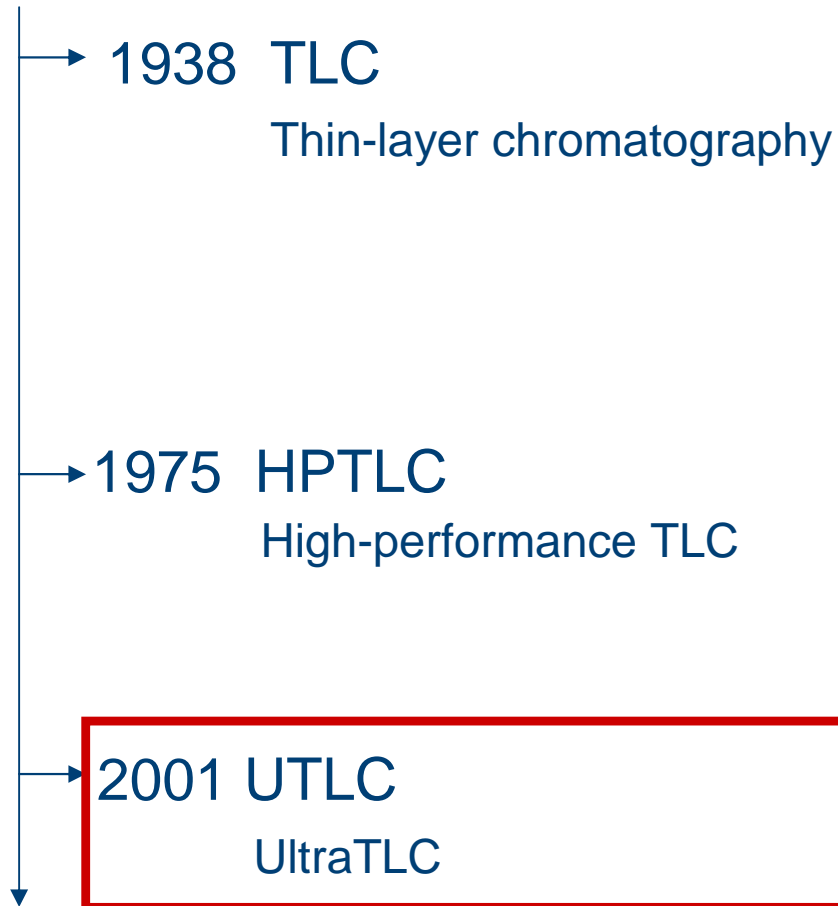 1938 TLC
Thin-layer chromatography
1975 HPTLC
High-performance TLC
2001 UTLC
UltraTLC